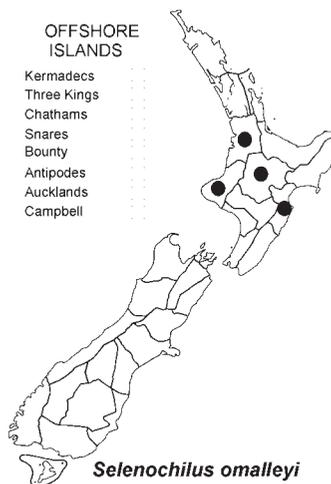 OFFSHORE
ISLANDS
Kermadecs
Three Kings
Chathams
Snares
Bounty
Antipodes
Aucklands
Campbell
Selenochilus omalleyi